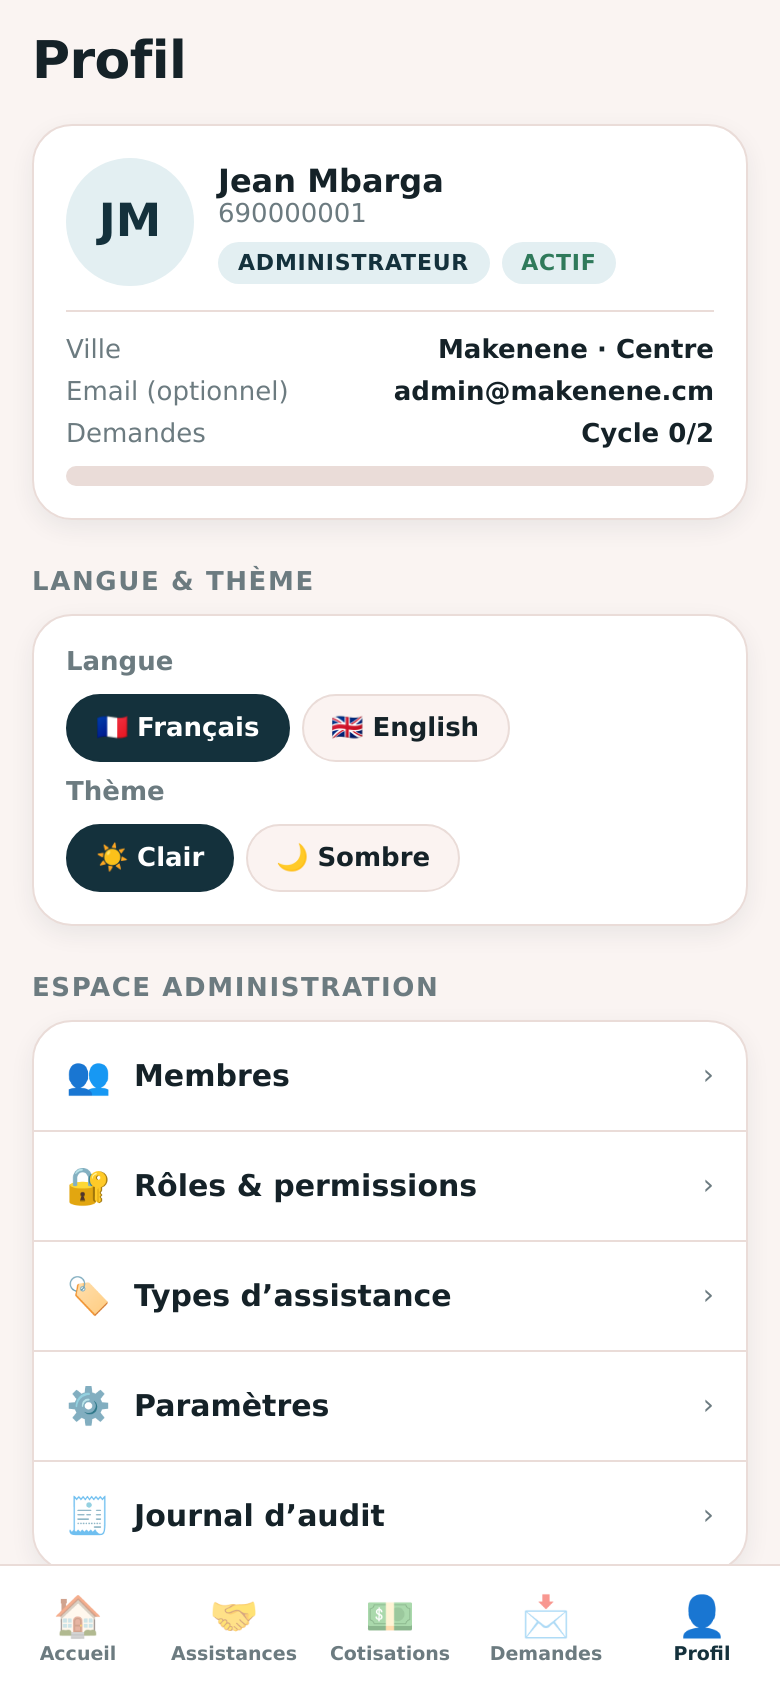 Profil
JM
Jean Mbarga
690000001
ADMINISTRATEUR
ACTIF
Ville
Makenene · Centre
Email (optionnel)
admin@makenene.cm
Demandes
Cycle 0/2
LANGUE & THÈME
Langue
Français
English
Thème
Clair
Sombre
ESPACE ADMINISTRATION
Membres
Rôles & permissions
Types d’assistance
Paramètres
Journal d’audit
Accueil
Assistances
Cotisations
Demandes
Profil